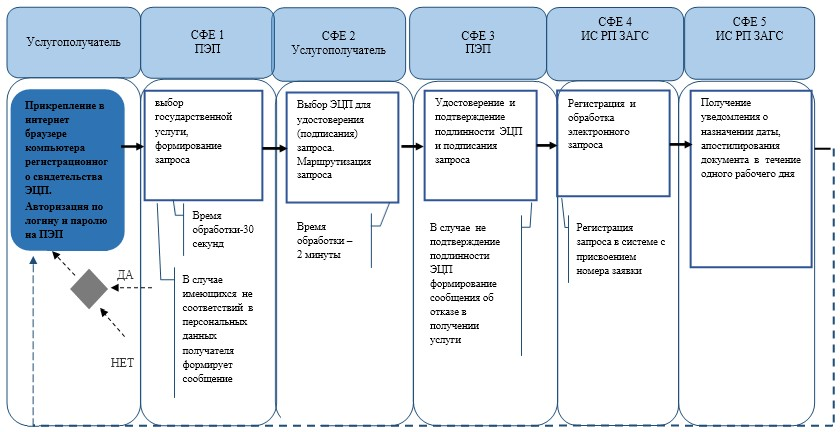 Услугополучатель
СФЕ 1
ПЭП
СФЕ 2
Услугополучатель
СФЕ 3
ПЭП
СФЕ 4
ИС РП ЗАГС
СФЕ 5
ИС РП ЗАГС
Прикрепление в
интернет
браузере
компьютера
регистрационног
о свидетельства
ЭЦП.
Авторизация по
логину и паролю
на ПЭП
выбор
государственной
услуги,
формирование
запроса
Выбор ЭЦП для
удостоверения
(подписания)
запроса.
Маршрутизация
запроса
Удостоверение и
подтверждение
подлинности ЭЦП
и подписания
запроса
Регистрация и
обработка
электронного
запроса
Получение
уведомления о
назначении даты,
апостилирования
документа в течение
одного рабочего дня
Время
обработки-30
секунд
Время
обработки –
2 минуты
В случае не
подтверждение
подлинности
ЭЦП
формирование
сообщения об
отказе в
получении
услуги
Регистрация
запроса в системе с
присвоением
номера заявки
ДА
НЕТ
В случае
имеющихся не
соответствий в
персональных
данных
получателя
формирует
сообщение